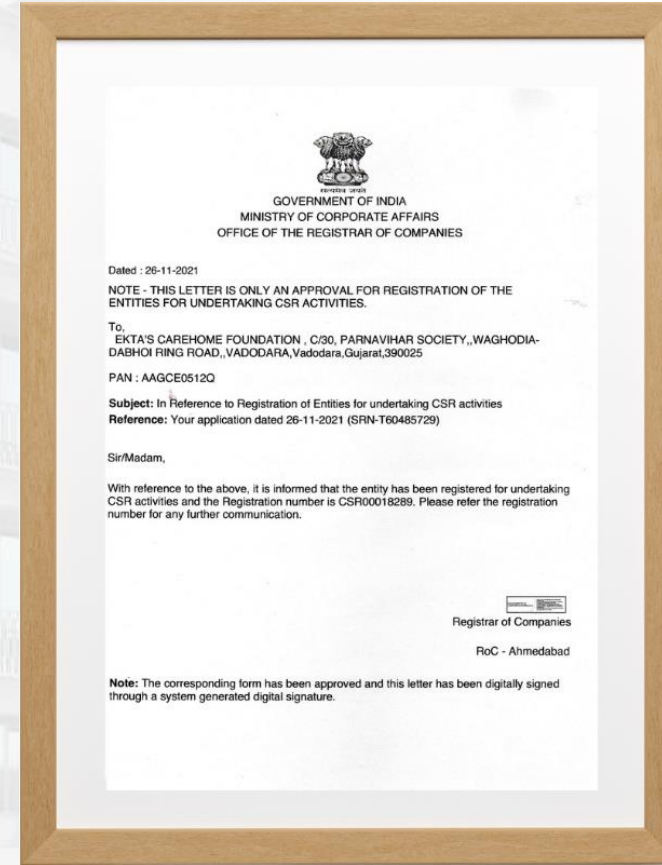 सत्यमेव जयते
GOVERNMENT OF INDIA
MINISTRY OF CORPORATE AFFAIRS
OFFICE OF THE REGISTRAR OF COMPANIES
Dated : 26-11-2021
NOTE - THIS LETTER IS ONLY AN APPROVAL FOR REGISTRATION OF THE
ENTITIES FOR UNDERTAKING CSR ACTIVITIES.
To,
EKTA'S CAREHOME FOUNDATION , C/30, PARNAVIHAR SOCIETY,,WAGHODIA-
DABHOI RING ROAD,,VADODARA,Vadodara,Gujarat,390025
PAN : AAGCE0512Q
Subject: In Reference to Registration of Entities for undertaking CSR activities
Reference: Your application dated 26-11-2021 (SRN-T60485729)
Sir/Madam,
With reference to the above, it is informed that the entity has been registered for undertaking
CSR activities and the Registration number is CSR00018289. Please refer the registration
number for any further communication.
Registrar of Companies
RoC - Ahmedabad
Note: The corresponding form has been approved and this letter has been digitally signed
through a system generated digital signature.